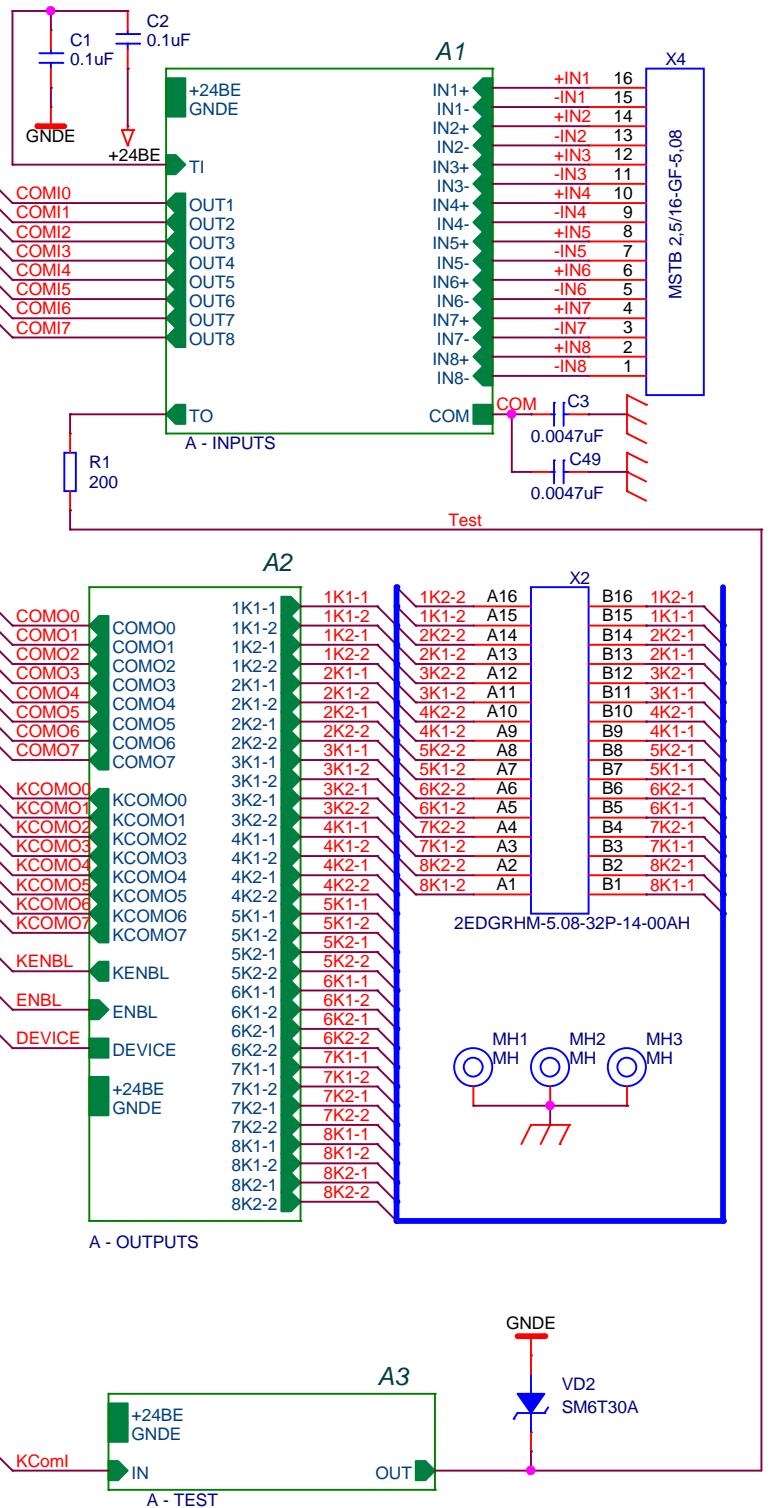 C1
0.1uF
C2
0.1uF
GNDE
+24BE
A1
+24BE
GNDE
TI
OUT1
OUT2
OUT3
OUT4
OUT5
OUT6
OUT7
OUT8
TO
IN1+
IN1-
IN2+
IN2-
IN3+
IN3-
IN4+
IN4-
IN5+
IN5-
IN6+
IN6-
IN7+
IN7-
IN8+
IN8-
COM
A - INPUTS
COMI0
COMI1
COMI2
COMI3
COMI4
COMI5
COMI6
COMI7
X4
+IN1 16
-IN1 15
+IN2 14
-IN2 13
+IN3 12
-IN3 11
+IN4 10
-IN4 9
+IN5 8
-IN5 7
+IN6 6
-IN6 5
+IN7 4
-IN7 3
+IN8 2
-IN8 1
MSTB 2,5/16-GF-5,08
COM
C3
0.0047uF
C49
0.0047uF
R1
200
Test
A2
COMO0
COMO1
COMO2
COMO3
COMO4
COMO5
COMO6
COMO7
KCOMO0
KCOMO1
KCOMO2
KCOMO3
KCOMO4
KCOMO5
KCOMO6
KCOMO7
KENBL
ENBL
DEVICE
COMO0
COMO1
COMO2
COMO3
COMO4
COMO5
COMO6
COMO7
KCOMO0
KCOMO1
KCOMO2
KCOMO3
KCOMO4
KCOMO5
KCOMO6
KCOMO7
KENBL
ENBL
DEVICE
+24BE
GNDE
1K1-1 1K1-1
1K1-2 1K1-2
1K2-1 1K2-1
1K2-2 1K2-2
2K1-1 2K1-1
2K1-2 2K1-2
2K2-1 2K2-1
2K2-2 2K2-2
3K1-1 3K1-1
3K1-2 3K1-2
3K2-1 3K2-1
3K2-2 3K2-2
4K1-1 4K1-1
4K1-2 4K1-2
4K2-1 4K2-1
4K2-2 4K2-2
5K1-1 5K1-1
5K1-2 5K1-2
5K2-1 5K2-1
5K2-2 5K2-2
6K1-1 6K1-1
6K1-2 6K1-2
6K2-1 6K2-1
6K2-2 6K2-2
7K1-1 7K1-1
7K1-2 7K1-2
7K2-1 7K2-1
7K2-2 7K2-2
8K1-1 8K1-1
8K1-2 8K1-2
8K2-1 8K2-1
8K2-2 8K2-2
A - OUTPUTS
X2
1K2-2 A16 B16 1K2-1
1K1-2 A15 B15 1K1-1
2K2-2 A14 B14 2K2-1
2K1-2 A13 B13 2K1-1
3K2-2 A12 B12 3K2-1
3K1-2 A11 B11 3K1-1
4K2-2 A10 B10 4K2-1
4K1-2 A9 B9 4K1-1
5K2-2 A8 B8 5K2-1
5K1-2 A7 B7 5K1-1
6K2-2 A6 B6 6K2-1
6K1-2 A5 B5 6K1-1
7K2-2 A4 B4 7K2-1
7K1-2 A3 B3 7K1-1
8K2-2 A2 B2 8K2-1
8K1-2 A1 B1 8K1-1
2EDGRHM-5.08-32P-14-00AH
MH1
MH
MH2
MH
MH3
MH
GNDE
VD2
SM6T30A
A3
+24BE
GNDE
KComI
IN
OUT
A - TEST